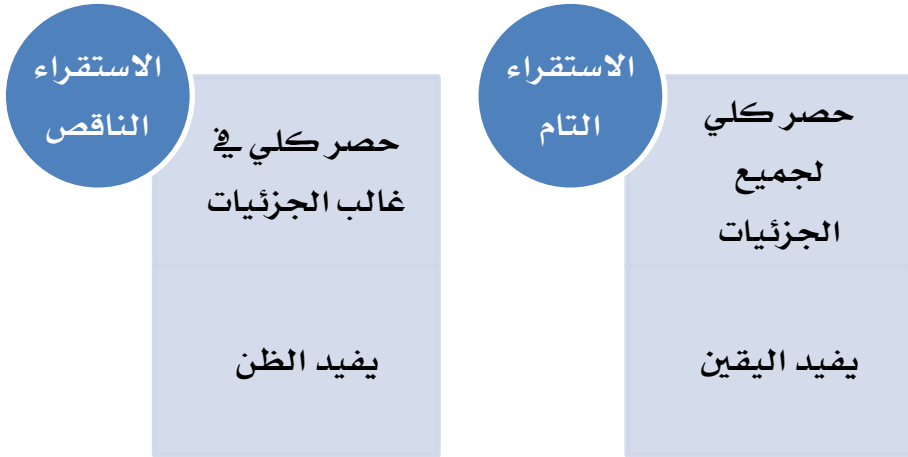 الاستقراء
التام
حصر كلي
لجميع
الجزئيات
يفيد اليقين
الاستقراء
الناقص
حصر كلي في
غالب الجزئيات
يفيد الظن